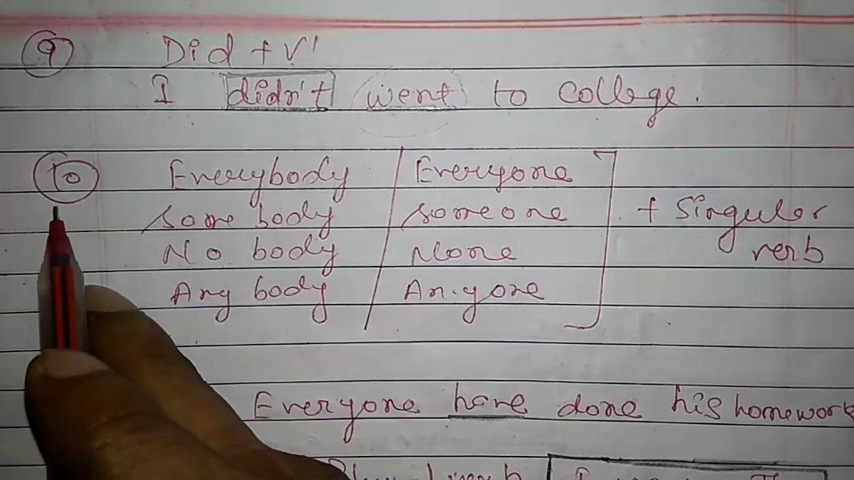 9 Did + V¹
I didn't went to college.
10 Everybody / Everyone
Some body / Someone + Singular
No body / None verb
Any body / Anyone
Everyone have done his homework